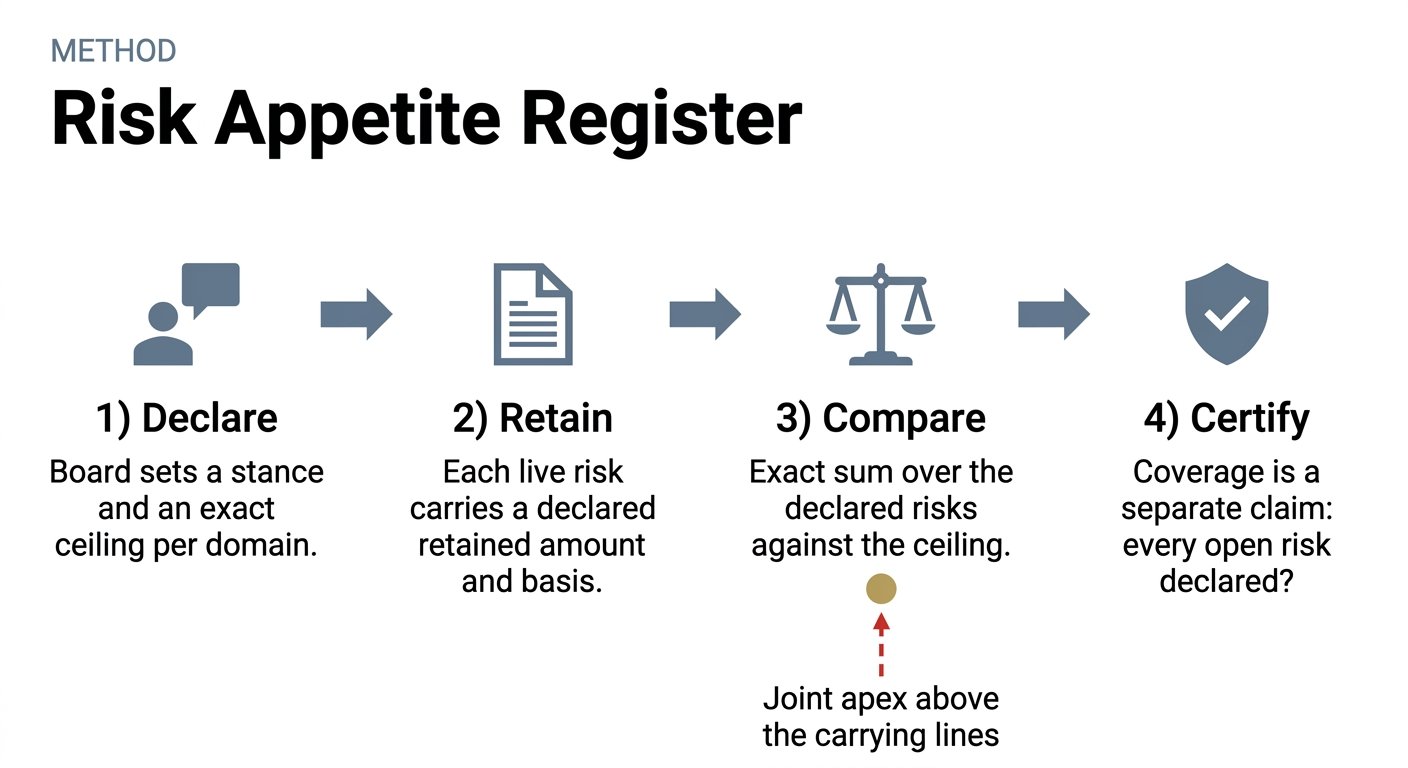 METHOD
Risk Appetite Register
1) Declare
Board sets a stance
and an exact
ceiling per domain.
2) Retain
Each live risk
carries a declared
retained amount
and basis.
3) Compare
Exact sum over the
declared risks
against the ceiling.
Joint apex above
the carrying lines
4) Certify
Coverage is a
separate claim:
every open risk
declared?